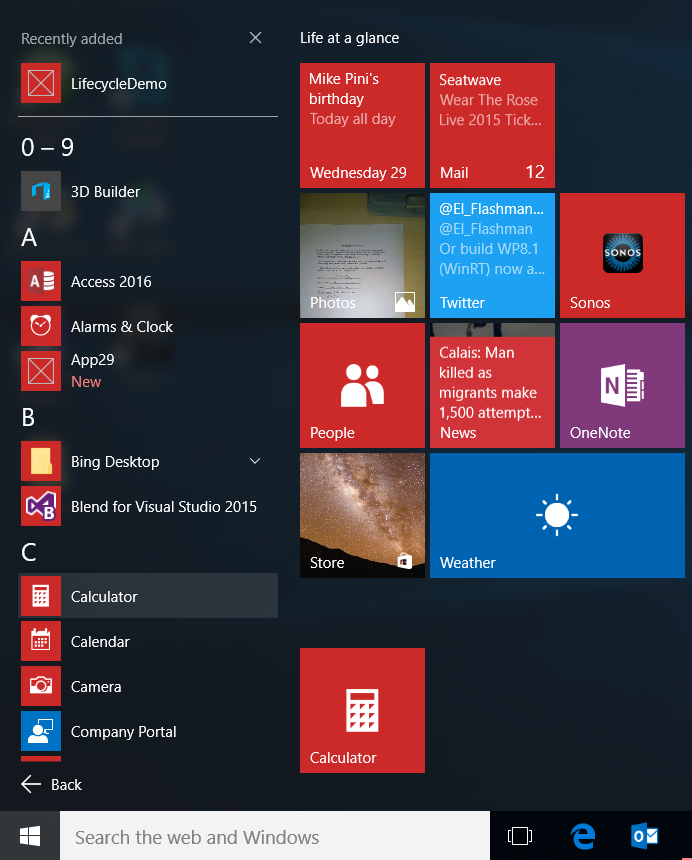 Recently added
LifecycleDemo
0 – 9
3D Builder
A
Access 2016
Alarms & Clock
App29
New
B
Bing Desktop
Blend for Visual Studio 2015
C
Calculator
Calendar
Camera
Company Portal
Back
Life at a glance
Mike Pini's
birthday
Today all day
Wednesday 29
Seatwave
Wear The Rose
Live 2015 Tick...
Mail 12
Photos
@El_Flashman...
@El_Flashman
Or build WP8.1
(WinRT) now a...
Twitter
SONOS
Sonos
People
Calais: Man
killed as
migrants make
1,500 attempt...
News
N
OneNote
Store
Weather
Calculator
Search the web and Windows